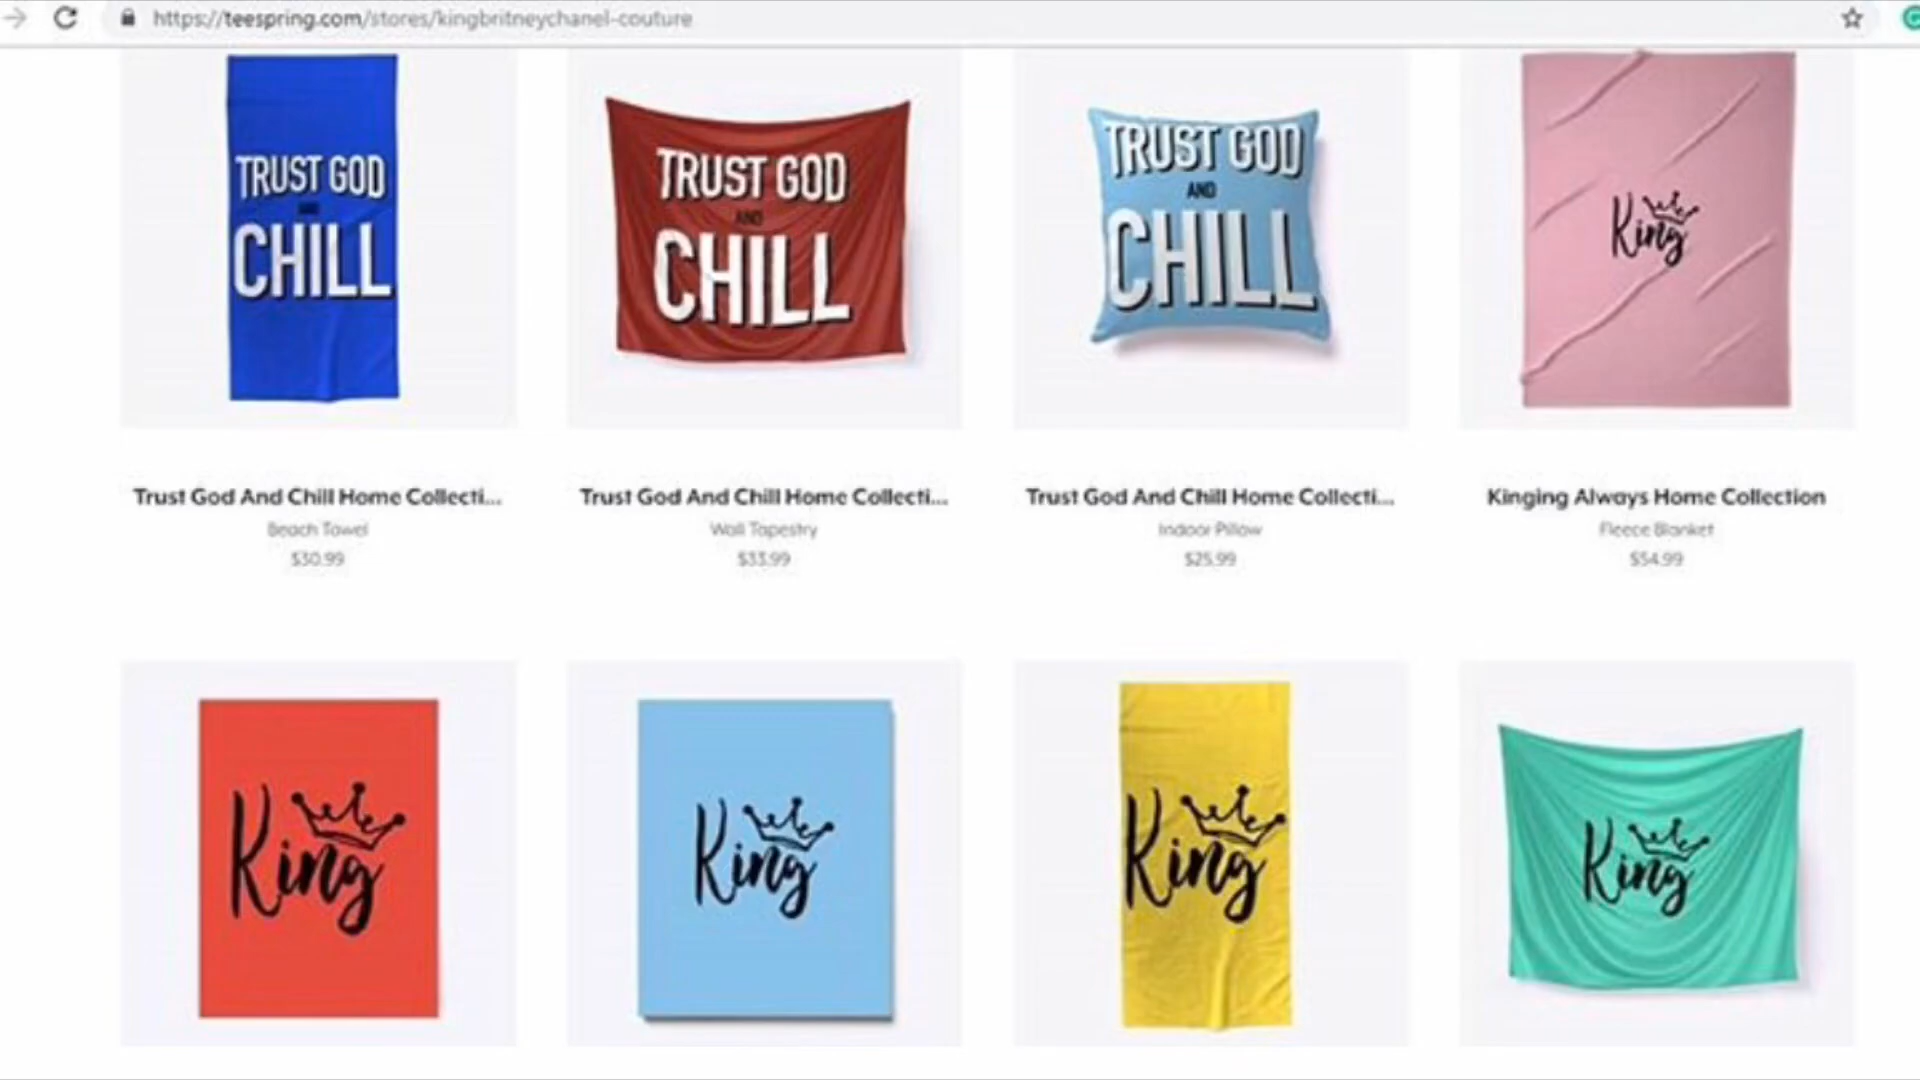 https://teespring.com/stores/kingbritneychanel-couture
TRUST GOD
AND
CHILL
TRUST GOD
AND
CHILL
TRUST GOD
AND
CHILL
King
Trust God And Chill Home Collecti...
Trust God And Chill Home Collecti...
Trust God And Chill Home Collecti...
Kinging Always Home Collection
Beach Towel
Wall Tapestry
Indoor Pillow
Fleece Blanket
$30.99
$33.99
$25.99
$54.99
King
King
King
King